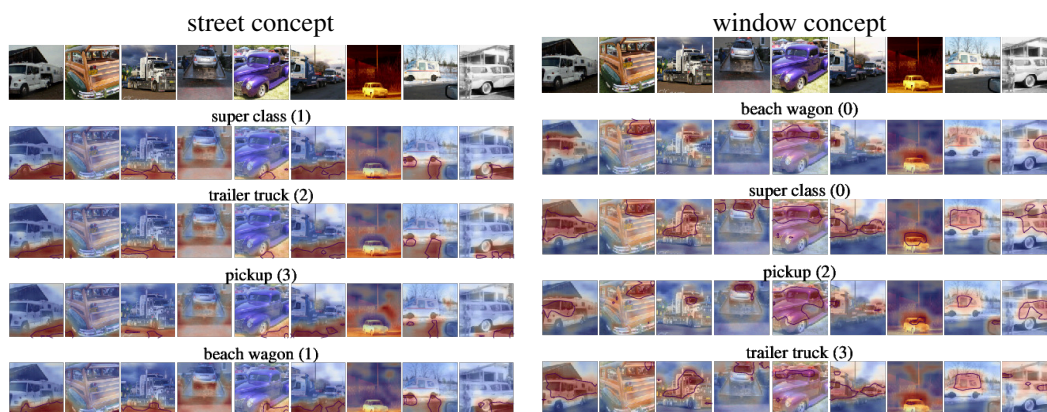 street concept
super class (1)
trailer truck (2)
pickup (3)
beach wagon (1)
window concept
beach wagon (0)
super class (0)
pickup (2)
trailer truck (3)